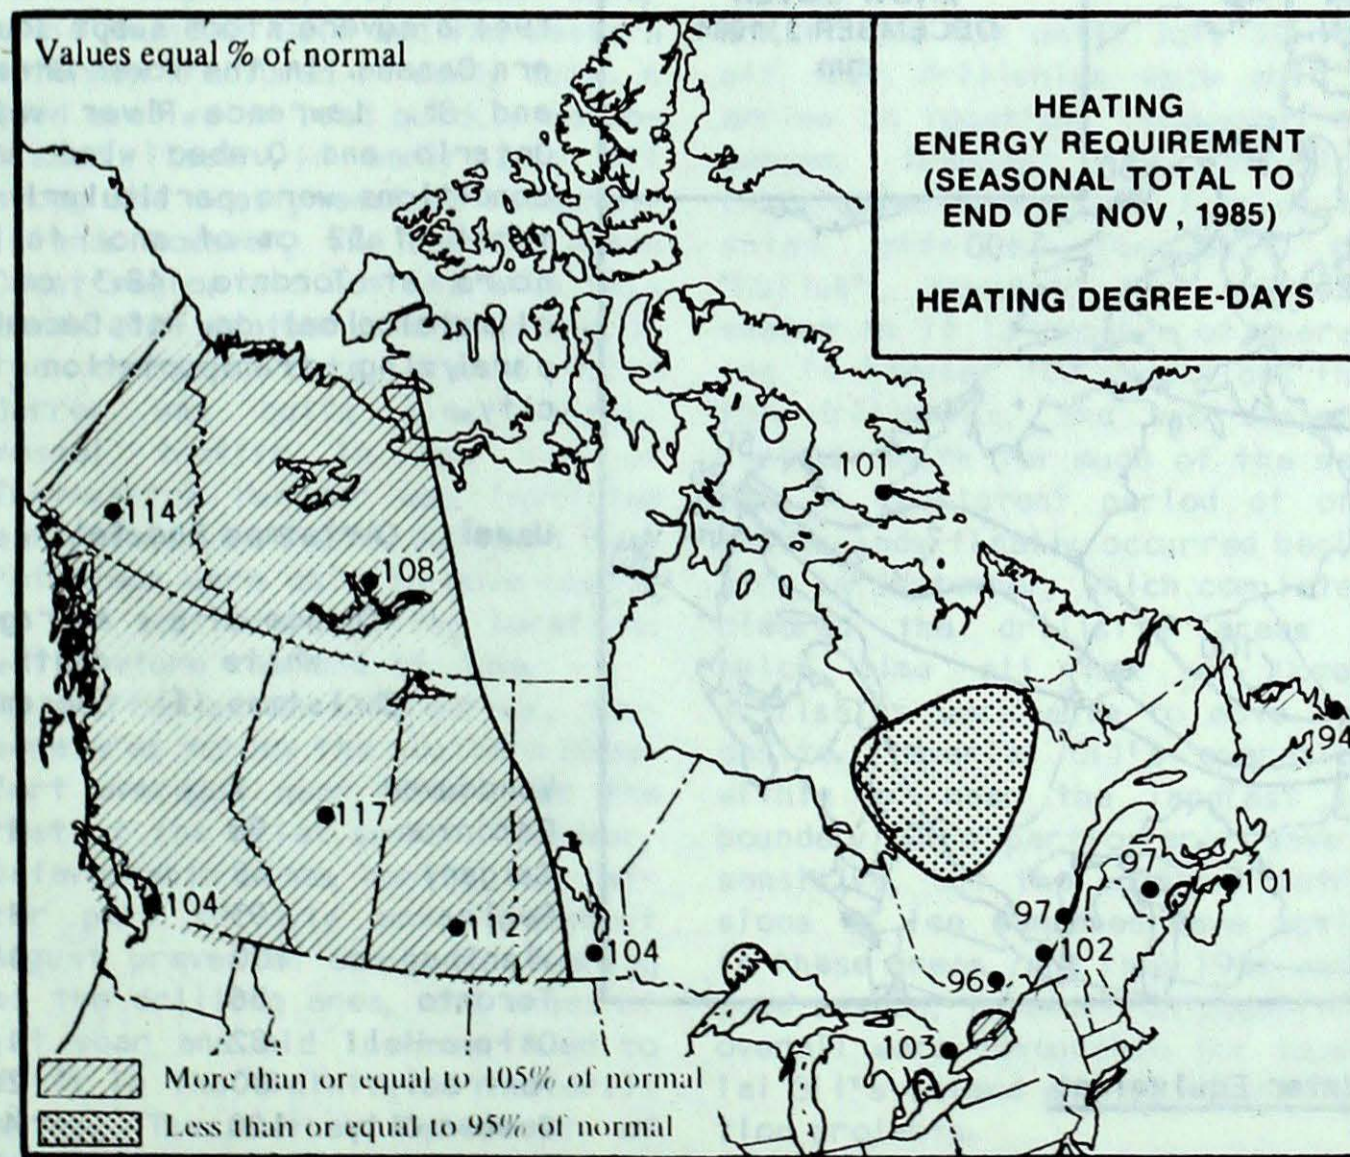 Values equal % of normal
HEATING
ENERGY REQUIREMENT
(SEASONAL TOTAL TO
END OF NOV 1985)
HEATING DEGREE-DAYS
101
114
108
94
117
97
101
104
97
112
104
102
96
103
More than or equal to 105% of normal
Less than or equal to 95% of normal